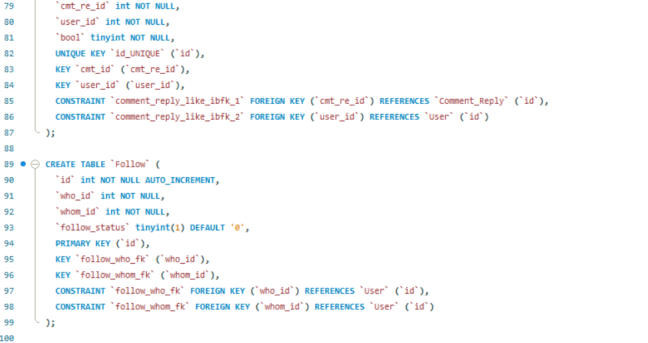 79 `cmt_re_id` int NOT NULL,
80 `user_id` int NOT NULL,
81 `bool` tinyint NOT NULL,
82 UNIQUE KEY `id_UNIQUE` (`id`),
83 KEY `cmt_id` (`cmt_re_id`),
84 KEY `user_id` (`user_id`),
85 CONSTRAINT `comment_reply_like_ibfk_1` FOREIGN KEY (`cmt_re_id`) REFERENCES `Comment_Reply` (`id`),
86 CONSTRAINT `comment_reply_like_ibfk_2` FOREIGN KEY (`user_id`) REFERENCES `User` (`id`)
87 );
88
89 CREATE TABLE `Follow` (
90 `id` int NOT NULL AUTO_INCREMENT,
91 `who_id` int NOT NULL,
92 `whom_id` int NOT NULL,
93 `follow_status` tinyint(1) DEFAULT '0',
94 PRIMARY KEY (`id`),
95 KEY `follow_who_fk` (`who_id`),
96 KEY `follow_whom_fk` (`whom_id`),
97 CONSTRAINT `follow_who_fk` FOREIGN KEY (`who_id`) REFERENCES `User` (`id`),
98 CONSTRAINT `follow_whom_fk` FOREIGN KEY (`whom_id`) REFERENCES `User` (`id`)
99 );
100